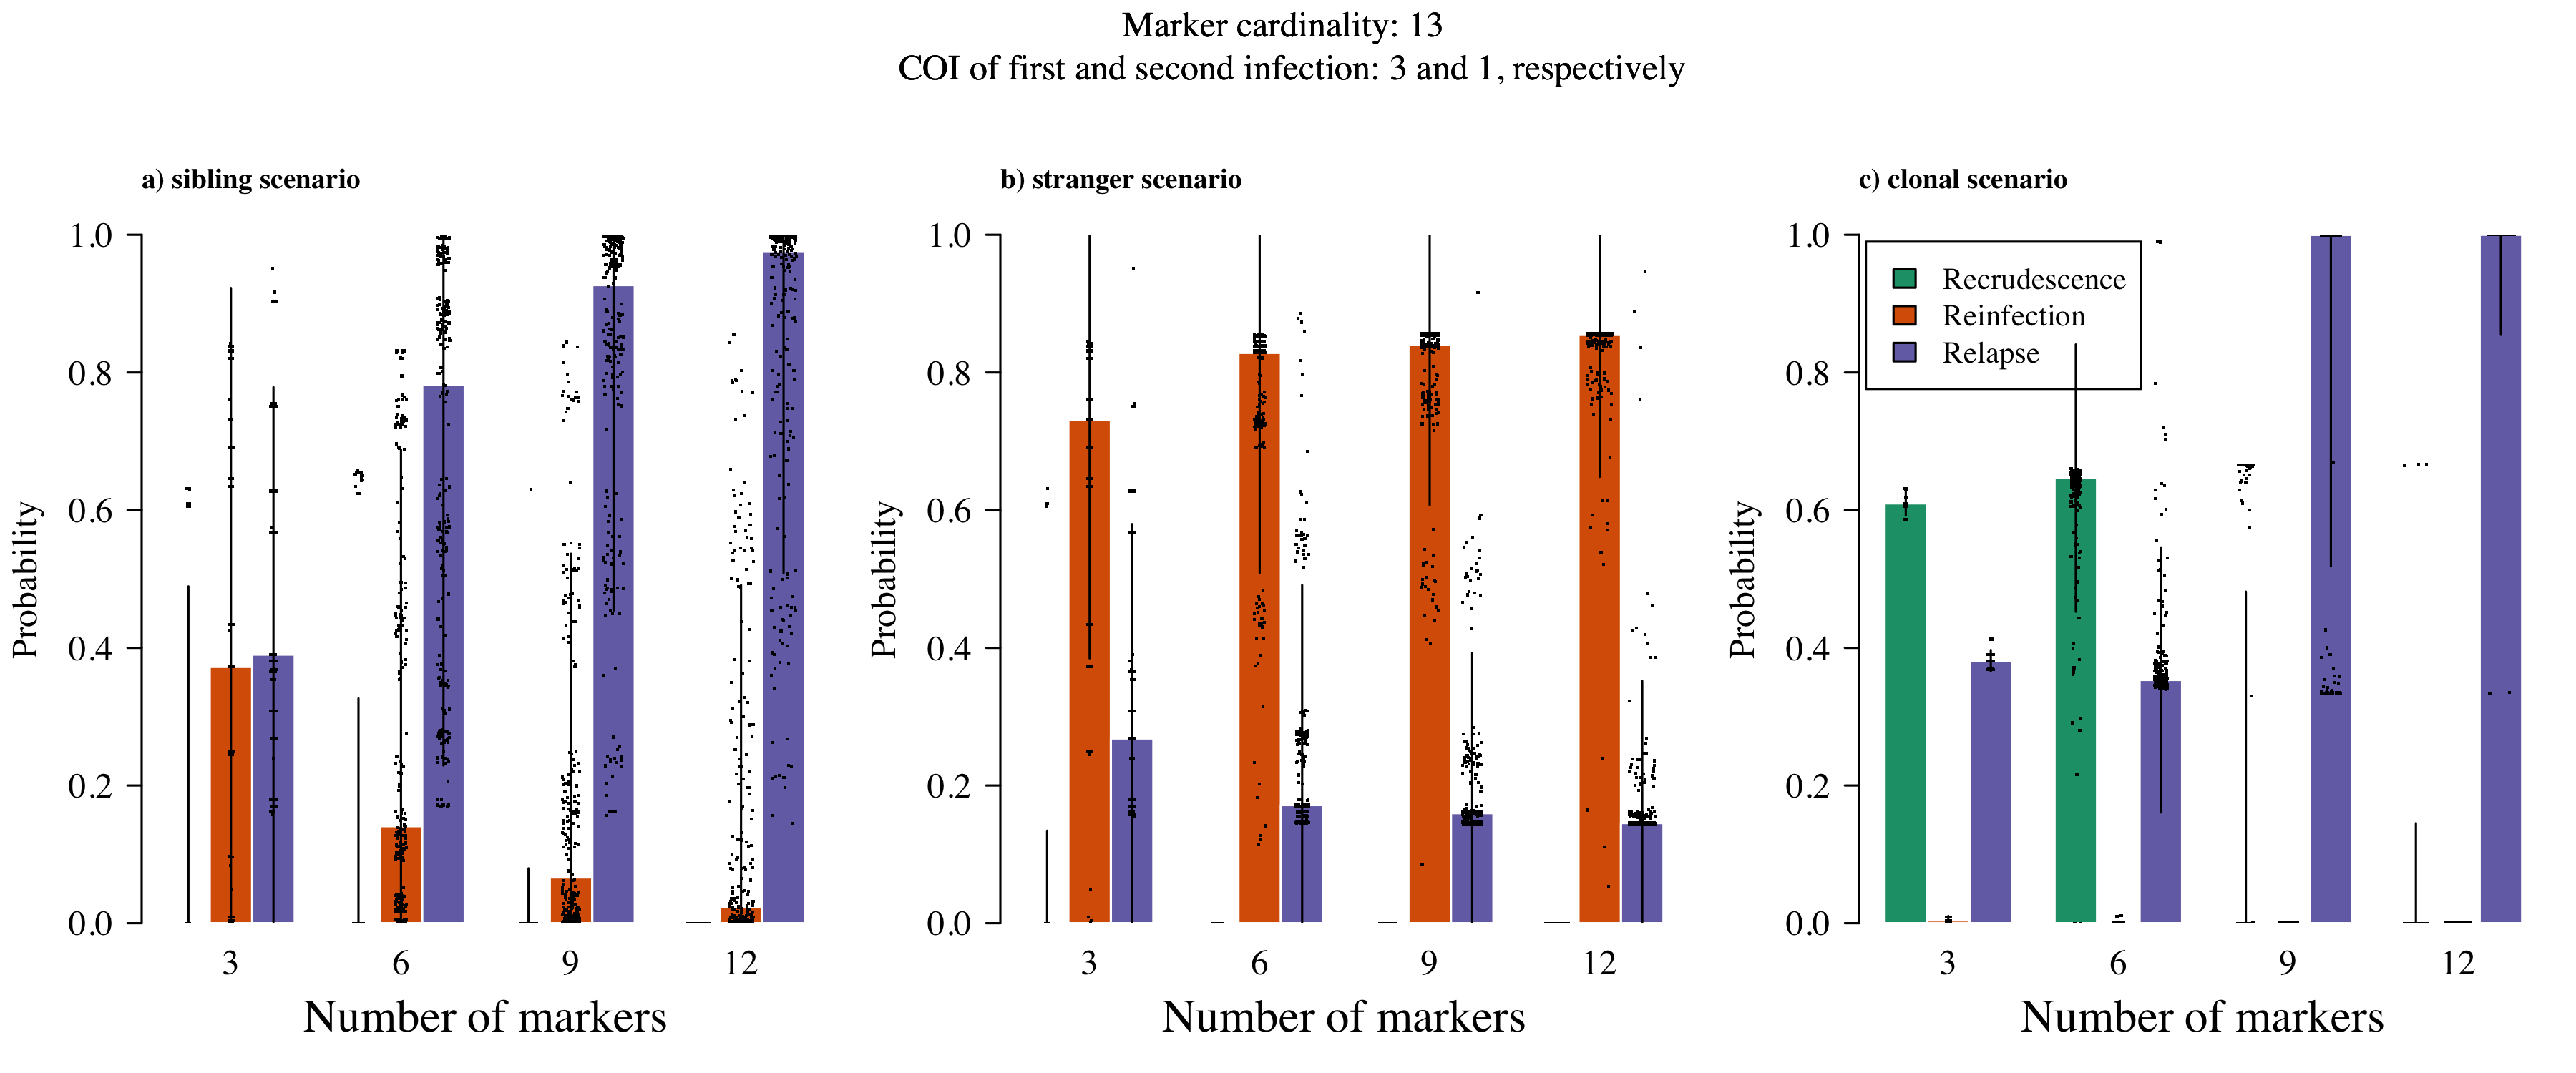 Marker cardinality: 13
COI of first and second infection: 3 and 1, respectively
a) sibling scenario
Probability
1.0
0.8
0.6
0.4
0.2
0.0
3 6 9 12
Number of markers
b) stranger scenario
Probability
1.0
0.8
0.6
0.4
0.2
0.0
3 6 9 12
Number of markers
c) clonal scenario
Probability
1.0
0.8
0.6
0.4
0.2
0.0
Recrudescence
Reinfection
Relapse
3 6 9 12
Number of markers